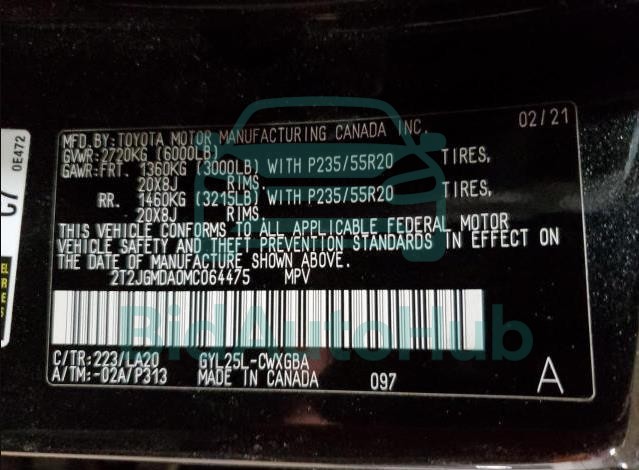 02/21
MFD.BY:TOYOTA MOTOR MANUFACTURING CANADA INC.
GVWR:2720KG (6000LB)
GAWR:FRT. 1360KG (3000LB) WITH P235/55R20 TIRES,
20X8J RIMS.
RR. 1460KG (3215LB) WITH P235/55R20 TIRES,
20X8J RIMS.
THIS VEHICLE CONFORMS TO ALL APPLICABLE FEDERAL MOTOR
VEHICLE SAFETY AND THEFT PREVENTION STANDARDS IN EFFECT ON
THE DATE OF MANUFACTURE SHOWN ABOVE.
2T2JGMDA0MC064475 MPV
BidAutoHub
C/TR:223/LA20 GYL25L-CWXGBA
A/TM:-02A/P313 MADE IN CANADA 097 A
0E472
C7